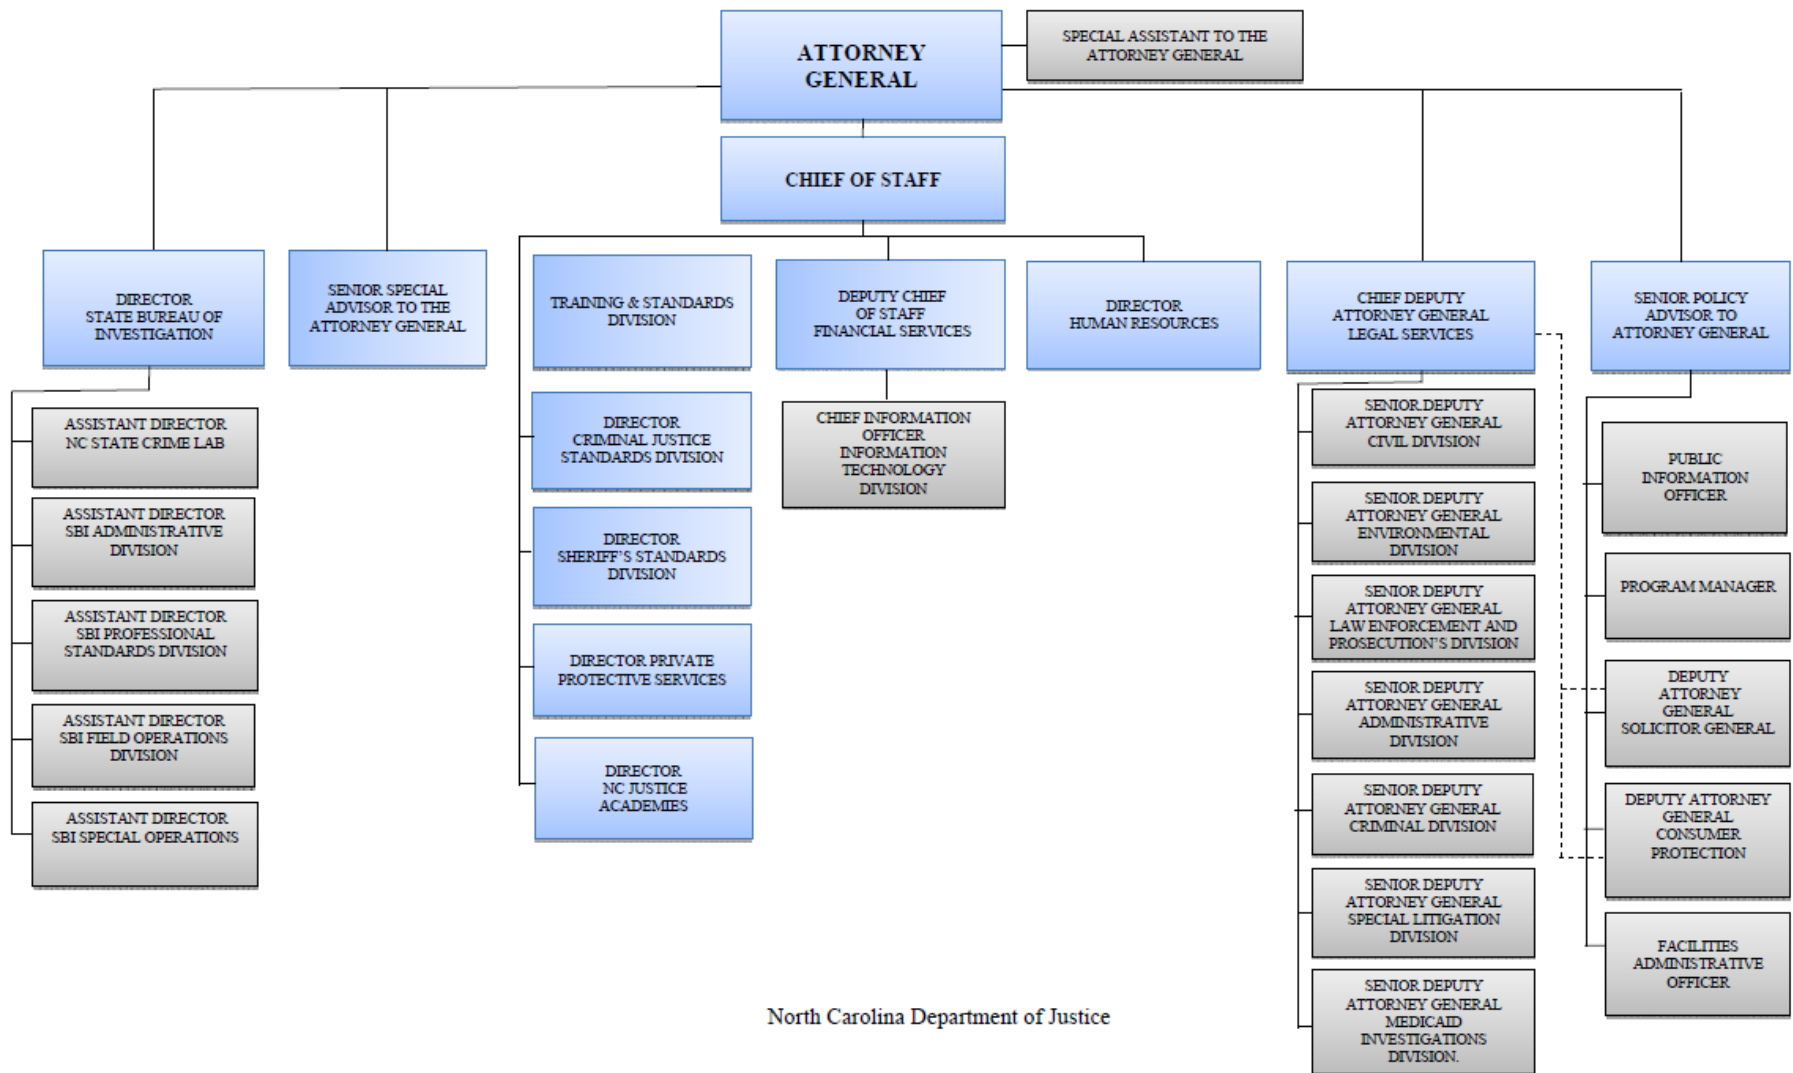 ATTORNEY
GENERAL
SPECIAL ASSISTANT TO THE
ATTORNEY GENERAL
CHIEF OF STAFF
DIRECTOR
STATE BUREAU OF
INVESTIGATION
SENIOR SPECIAL
ADVISOR TO THE
ATTORNEY GENERAL
TRAINING & STANDARDS
DIVISION
DEPUTY CHIEF
OF STAFF
FINANCIAL SERVICES
DIRECTOR
HUMAN RESOURCES
CHIEF DEPUTY
ATTORNEY GENERAL
LEGAL SERVICES
SENIOR POLICY
ADVISOR TO
ATTORNEY GENERAL
ASSISTANT DIRECTOR
NC STATE CRIME LAB
ASSISTANT DIRECTOR
SBI ADMINISTRATIVE
DIVISION
ASSISTANT DIRECTOR
SBI PROFESSIONAL
STANDARDS DIVISION
ASSISTANT DIRECTOR
SBI FIELD OPERATIONS
DIVISION
ASSISTANT DIRECTOR
SBI SPECIAL OPERATIONS
DIRECTOR
CRIMINAL JUSTICE
STANDARDS DIVISION
DIRECTOR
SHERIFF'S STANDARDS
DIVISION
DIRECTOR PRIVATE
PROTECTIVE SERVICES
DIRECTOR
NC JUSTICE
ACADEMIES
CHIEF INFORMATION
OFFICER
INFORMATION
TECHNOLOGY
DIVISION
SENIOR DEPUTY
ATTORNEY GENERAL
CIVIL DIVISION
SENIOR DEPUTY
ATTORNEY GENERAL
ENVIRONMENTAL
DIVISION
SENIOR DEPUTY
ATTORNEY GENERAL
LAW ENFORCEMENT AND
PROSECUTION'S DIVISION
SENIOR DEPUTY
ATTORNEY GENERAL
ADMINISTRATIVE
DIVISION
SENIOR DEPUTY
ATTORNEY GENERAL
CRIMINAL DIVISION
SENIOR DEPUTY
ATTORNEY GENERAL
SPECIAL LITIGATION
DIVISION
SENIOR DEPUTY
ATTORNEY GENERAL
MEDICAID
INVESTIGATIONS
DIVISION.
PUBLIC
INFORMATION
OFFICER
PROGRAM MANAGER
DEPUTY
ATTORNEY
GENERAL
SOLICITOR GENERAL
DEPUTY ATTORNEY
GENERAL
CONSUMER
PROTECTION
FACILITIES
ADMINISTRATIVE
OFFICER
North Carolina Department of Justice